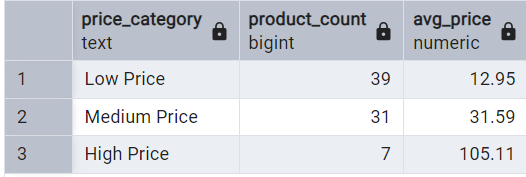 price_category product_count avg_price
text bigint numeric
1 Low Price 39 12.95
2 Medium Price 31 31.59
3 High Price 7 105.11